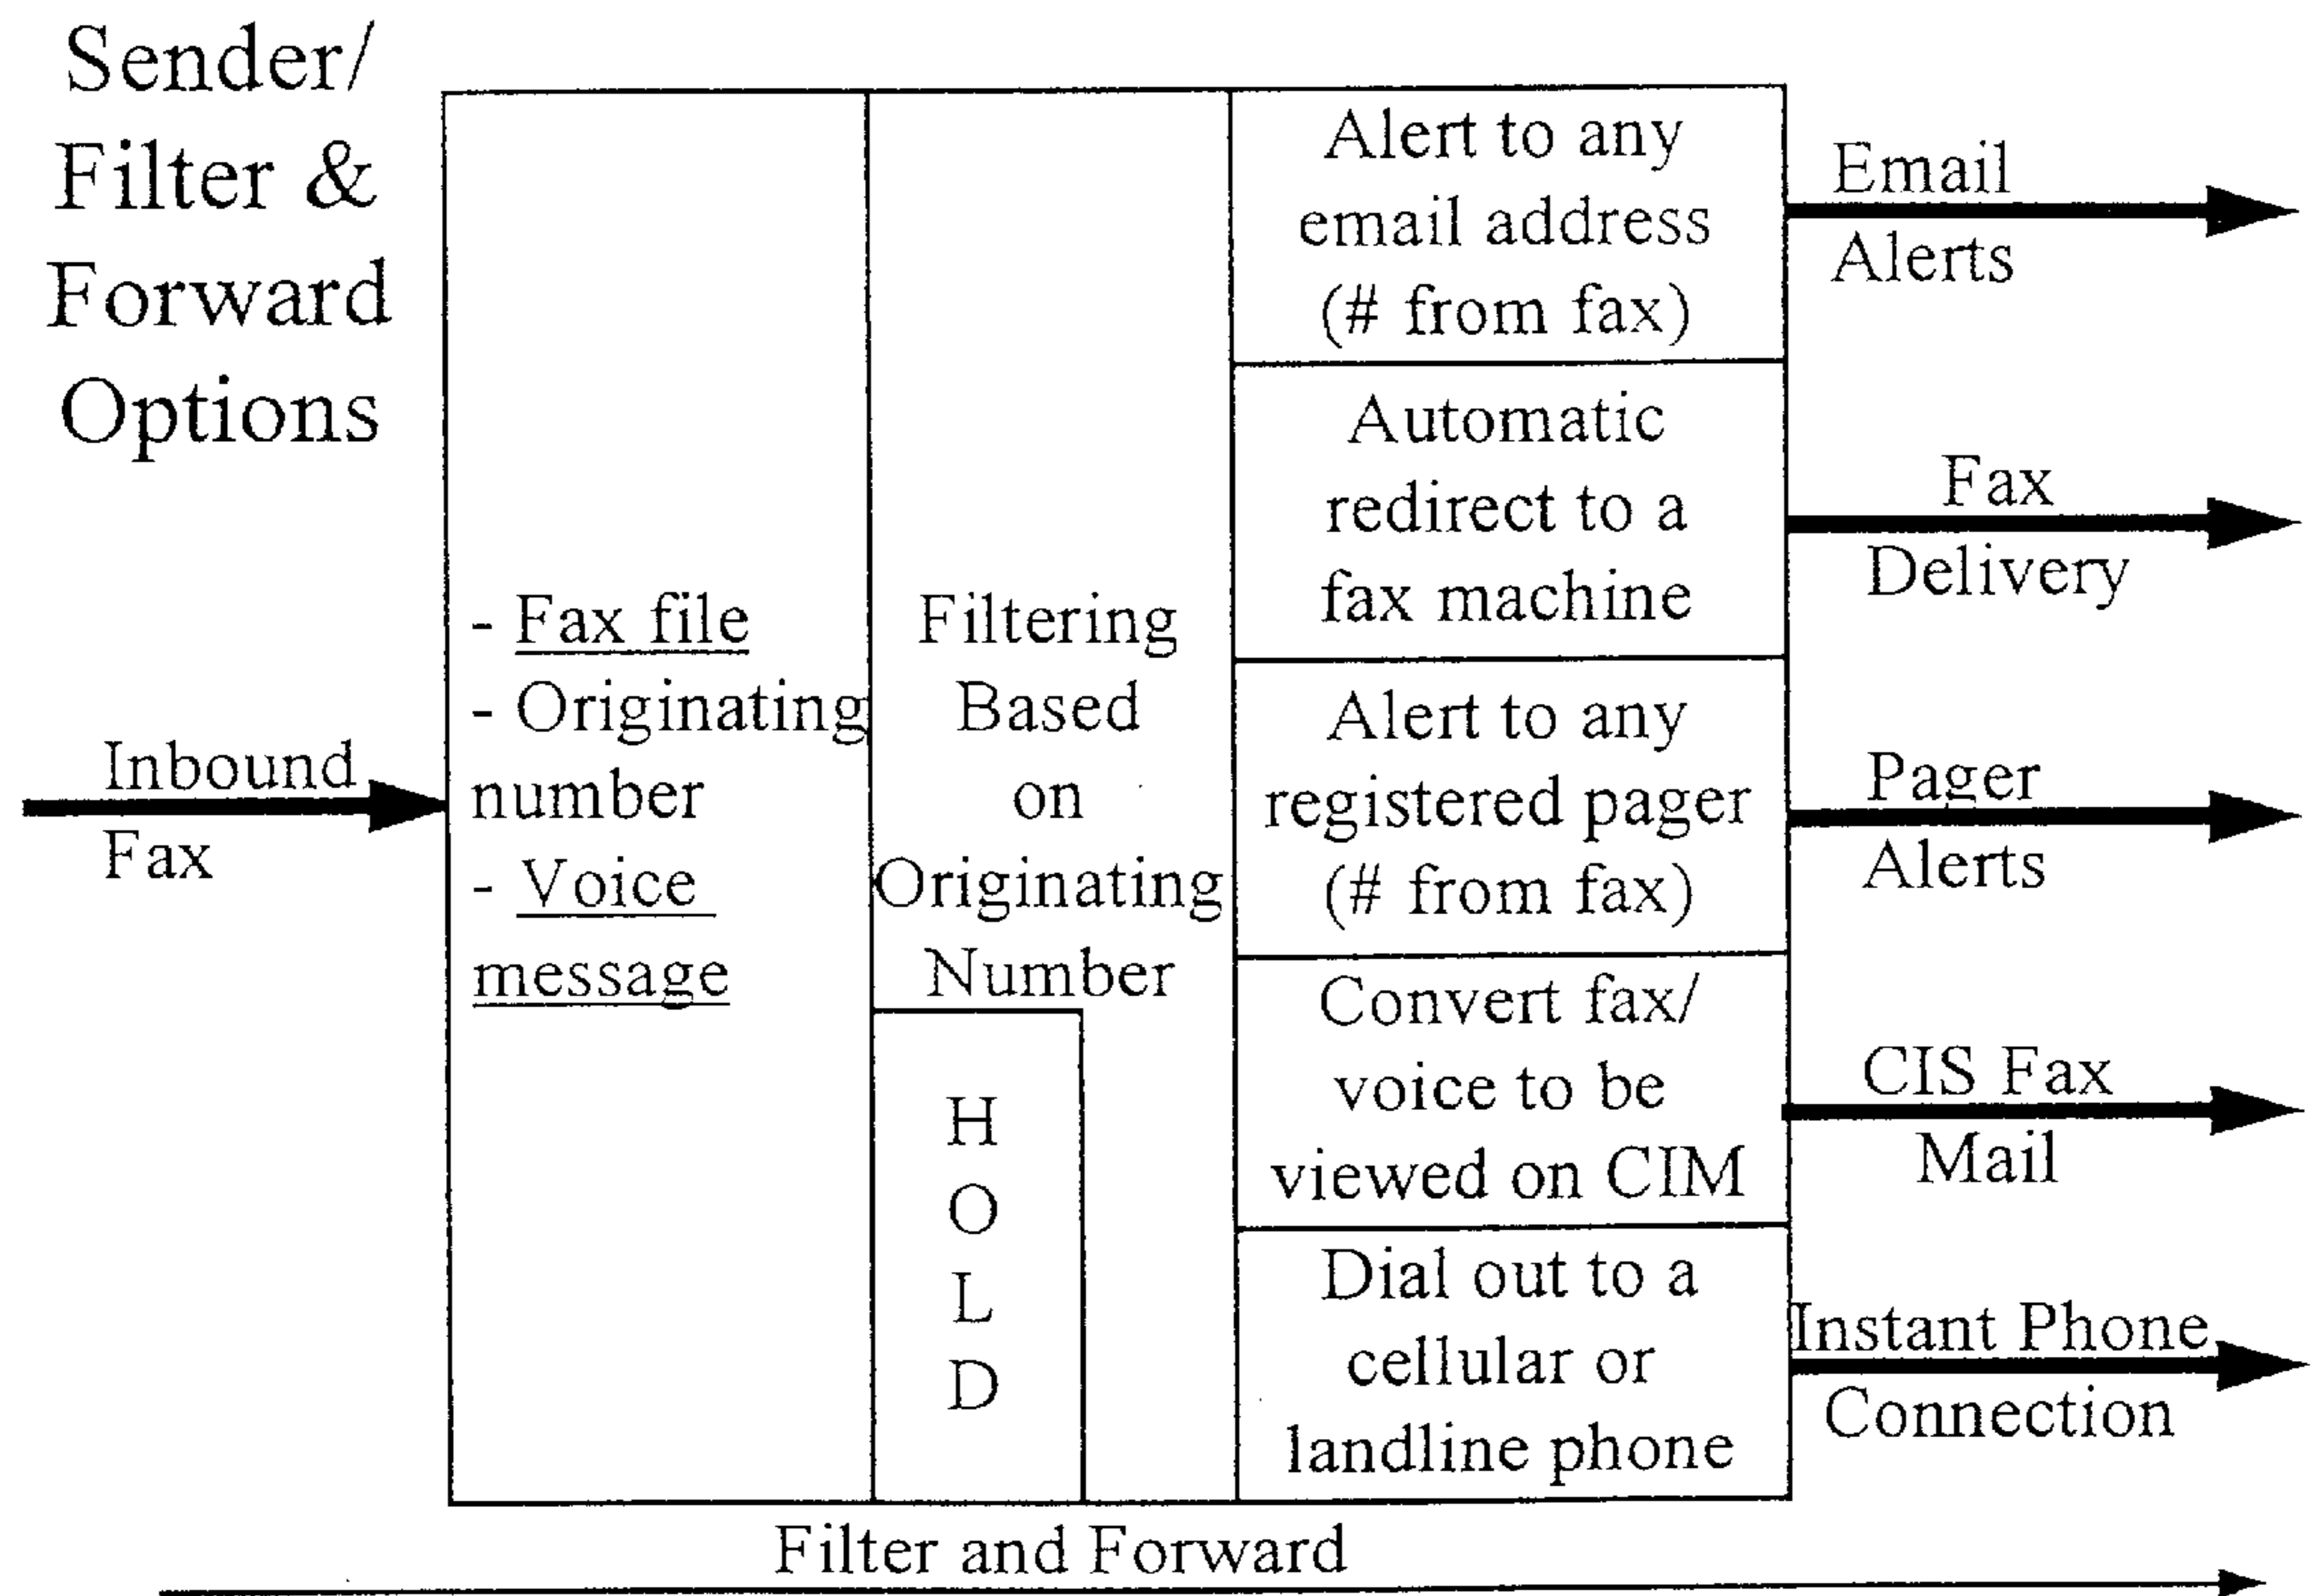 Sender/
Filter &
Forward
Options
Inbound
Fax
- Fax file
- Originating
number
- Voice
message
Filtering
Based
on
Originating
Number
H
O
L
D
Alert to any
email address
(# from fax)
Automatic
redirect to a
fax machine
Alert to any
registered pager
(# from fax)
Convert fax/
voice to be
viewed on CIM
Dial out to a
cellular or
landline phone
Email
Alerts
Fax
Delivery
Pager
Alerts
CIS Fax
Mail
Instant Phone
Connection
Filter and Forward